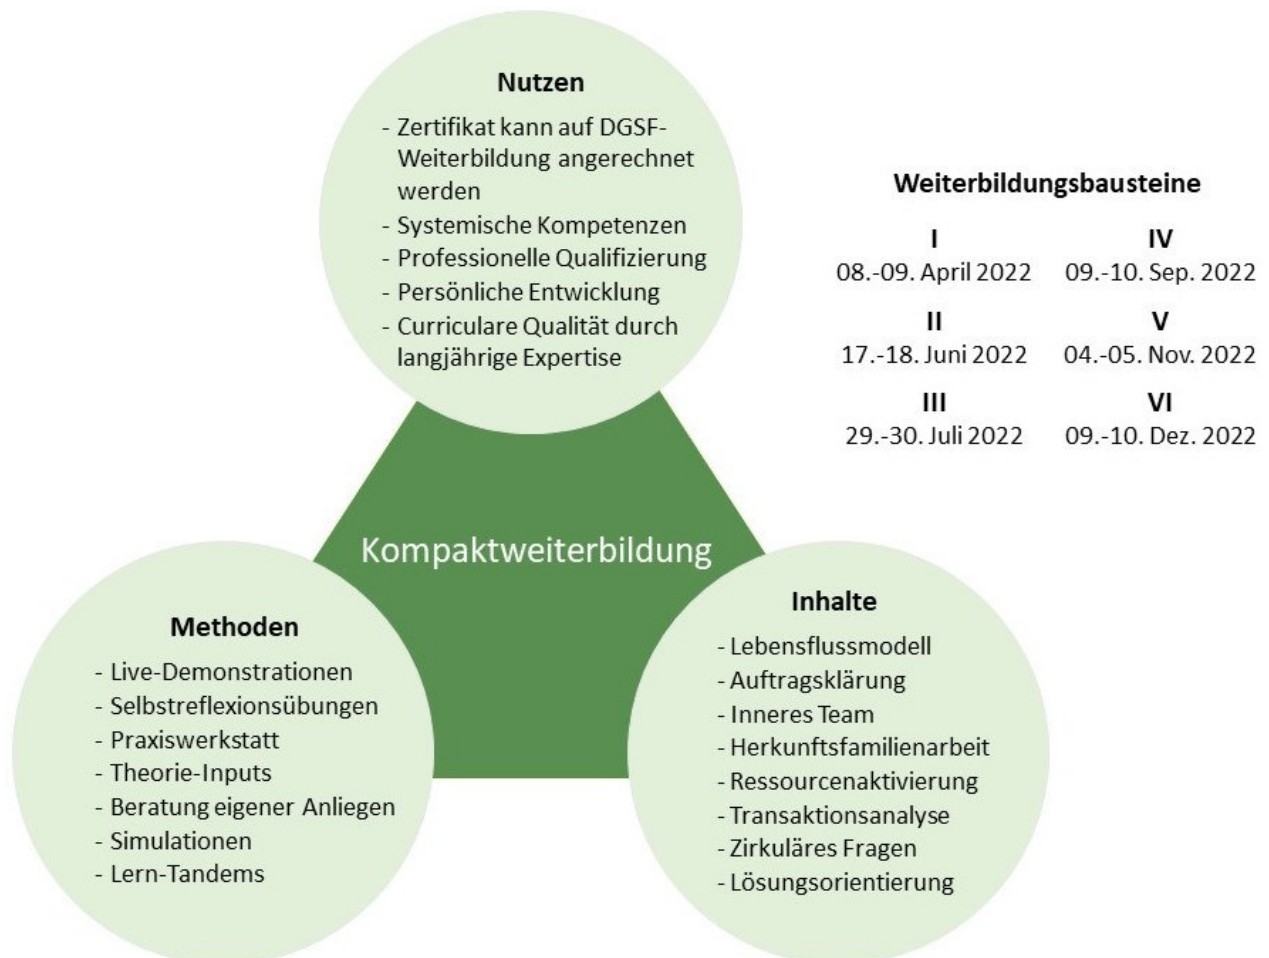 Nutzen
- Zertifikat kann auf DGSF-
Weiterbildung angerechnet
werden
- Systemische Kompetenzen
- Professionelle Qualifizierung
- Persönliche Entwicklung
- Curriculare Qualität durch
langjährige Expertise
Weiterbildungsbausteine
I
08.-09. April 2022
II
17.-18. Juni 2022
III
29.-30. Juli 2022
IV
09.-10. Sep. 2022
V
04.-05. Nov. 2022
VI
09.-10. Dez. 2022
Kompaktweiterbildung
Methoden
- Live-Demonstrationen
- Selbstreflexionsübungen
- Praxiswerkstatt
- Theorie-Inputs
- Beratung eigener Anliegen
- Simulationen
- Lern-Tandems
Inhalte
- Lebensflussmodell
- Auftragsklärung
- Inneres Team
- Herkunftsfamilienarbeit
- Ressourcenaktivierung
- Transaktionsanalyse
- Zirkuläres Fragen
- Lösungsorientierung